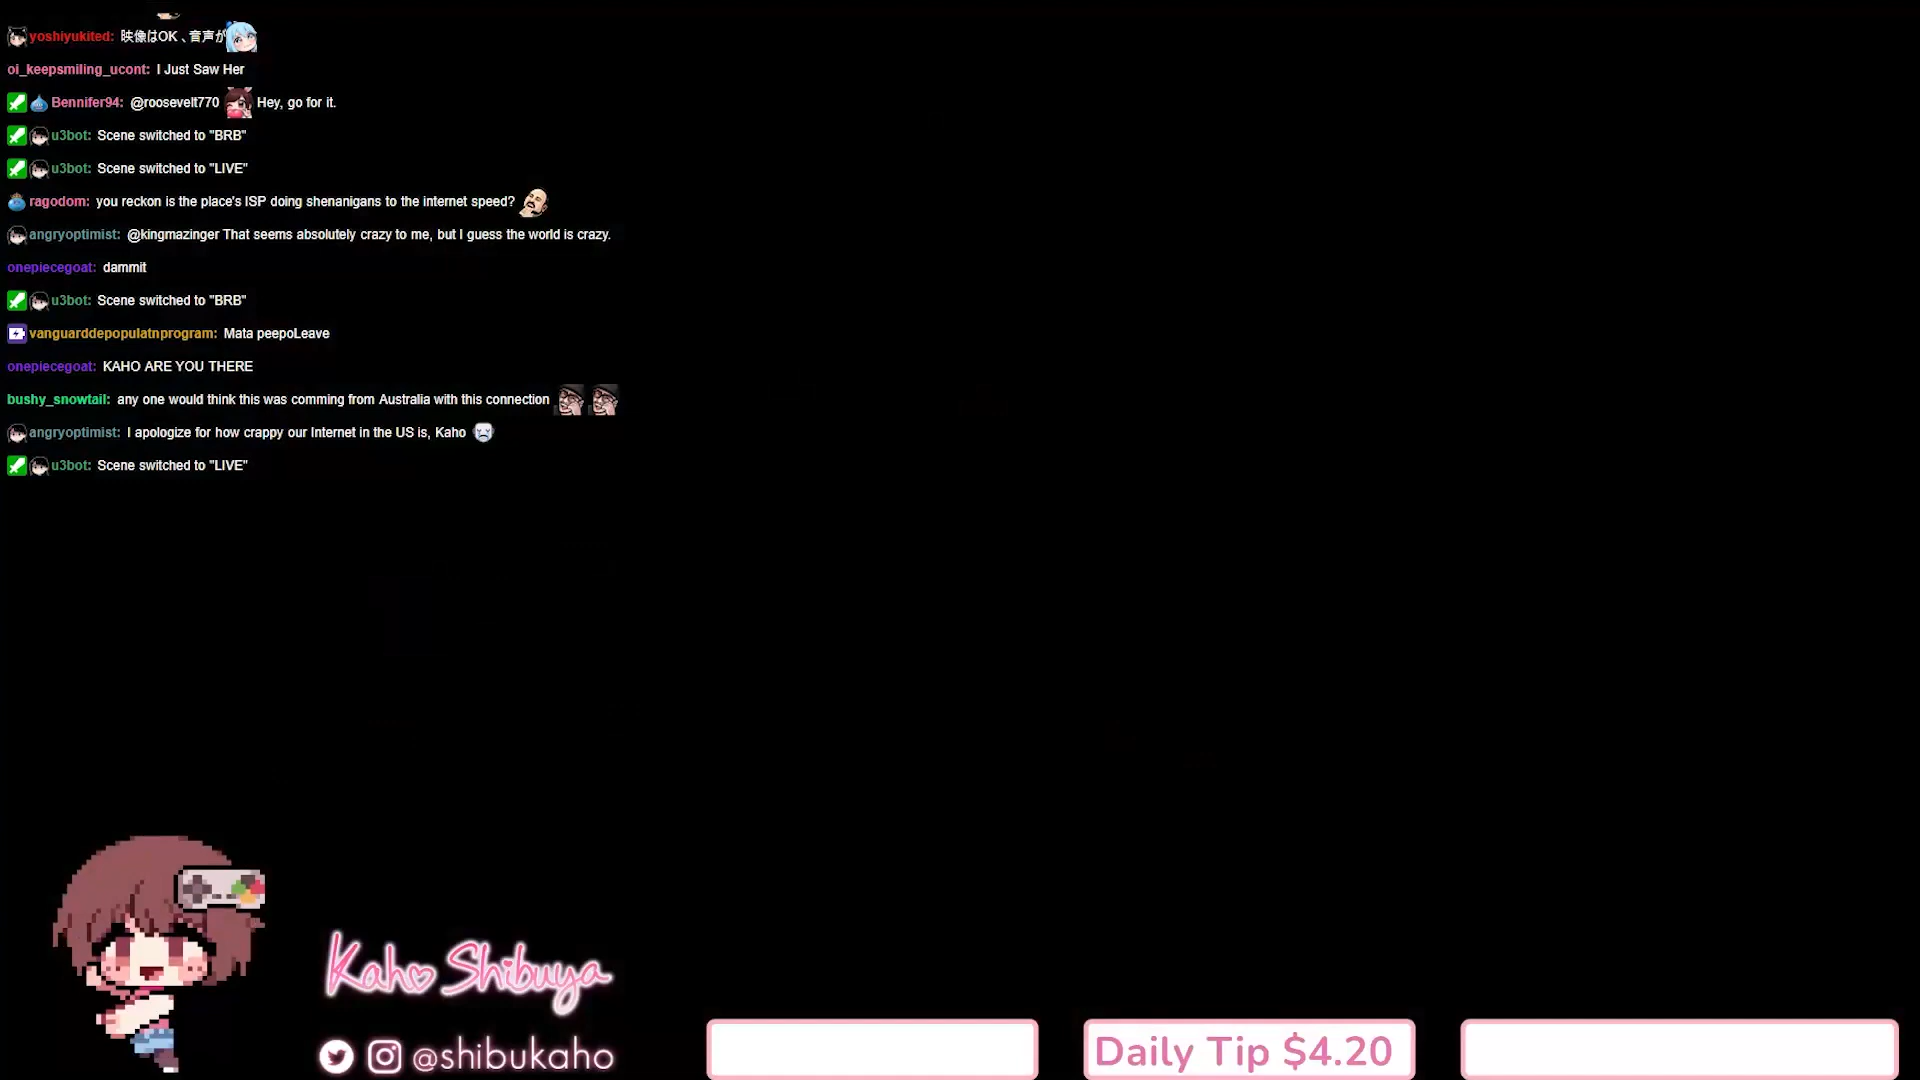 yoshiyukited: 映像はOK、音声が
oi_keepsmiling_ucont: I Just Saw Her
Bennifer94: @roosevelt770 Hey, go for it.
u3bot: Scene switched to "BRB"
u3bot: Scene switched to "LIVE"
ragodom: you reckon is the place's ISP doing shenanigans to the internet speed?
angryoptimist: @kingmazinger That seems absolutely crazy to me, but I guess the world is crazy.
onepiecegoat: dammit
u3bot: Scene switched to "BRB"
vanguarddepopulatnprogram: Mata peepoLeave
onepiecegoat: KAHO ARE YOU THERE
bushy_snowtail: any one would think this was comming from Australia with this connection
angryoptimist: I apologize for how crappy our Internet in the US is, Kaho
u3bot: Scene switched to "LIVE"
Kaho Shibuya
@shibukaho
Daily Tip $4.20